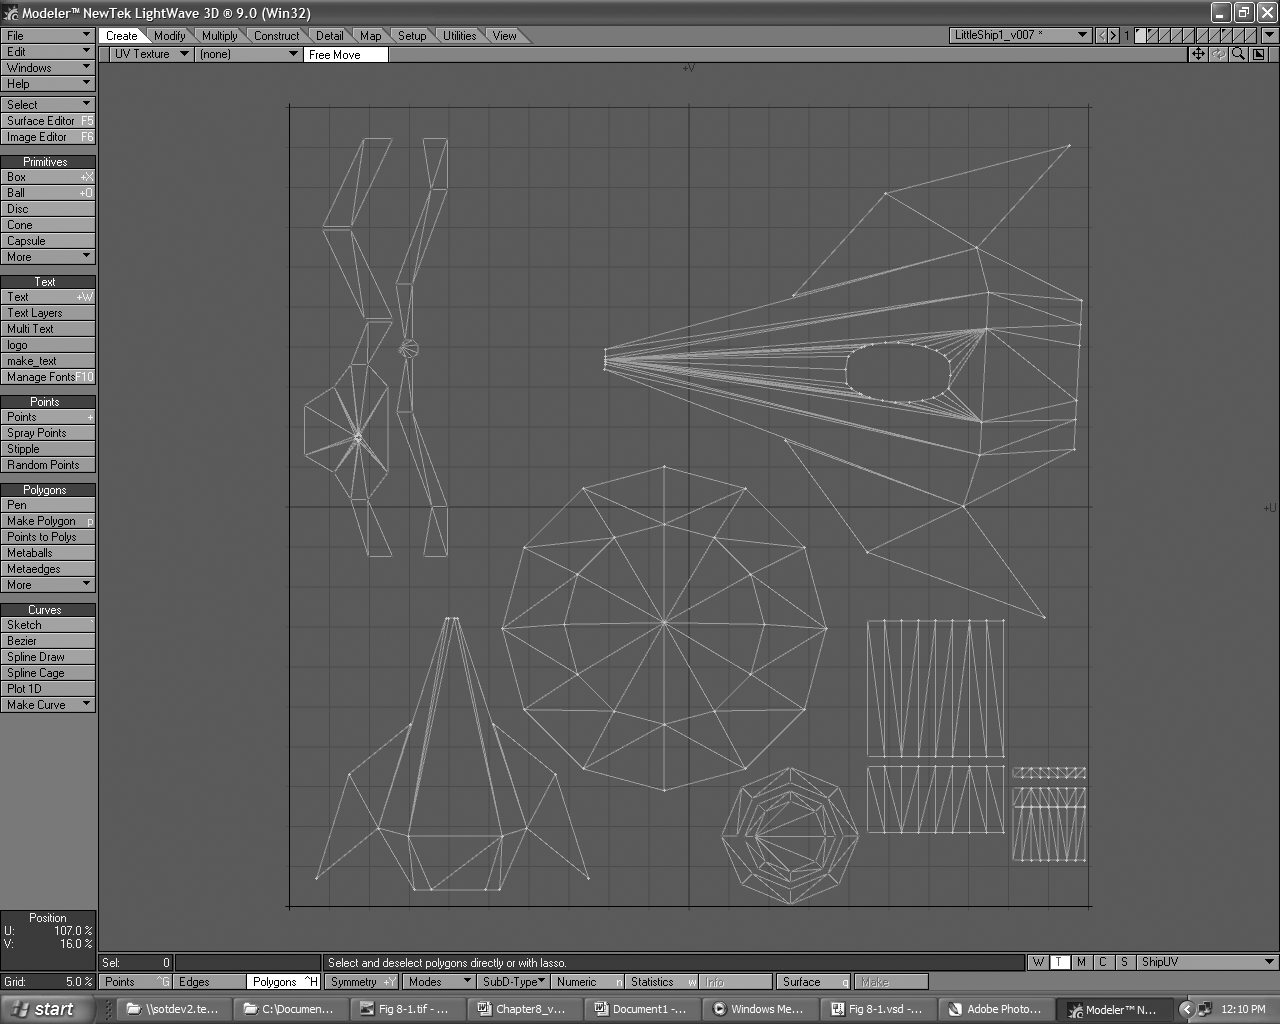 Modeler™ NewTek LightWave 3D ® 9.0 (Win32)
File
Create Modify Multiply Construct Detail Map Setup Utilities View
LittleShip1_v007 * 1
Edit
UV Texture (none) Free Move
Windows
+V
Help
Select
Surface Editor F5
Image Editor F6
Primitives
Box +X
Ball +O
Disc
Cone
Capsule
More
Text
Text +W
Text Layers
Multi Text
logo
make_text
Manage Fonts F10
Points
Points +
Spray Points
Stipple
Random Points
Polygons
Pen
+U
Make Polygon p
Points to Polys
Metaballs
Metaedges
More
Curves
Sketch `
Bezier
Spline Draw
Spline Cage
Plot 1D
Make Curve
Position
U: 107.0 %
V: 16.0 %
Sel: 0
Select and deselect polygons directly or with lasso.
W T M C S ShipUV
Grid: 5.0 %
Points ^G Edges Polygons ^H Symmetry +Y Modes SubD-Type Numeric n Statistics w Info Surface q Make
start
\\sotdev2.te...
C:\Documen...
Fig 8-1.tif - ...
Chapter8_v...
Document1 -...
Windows Me...
Fig 8-1.vsd -...
Adobe Photo...
Modeler™ N...
12:10 PM